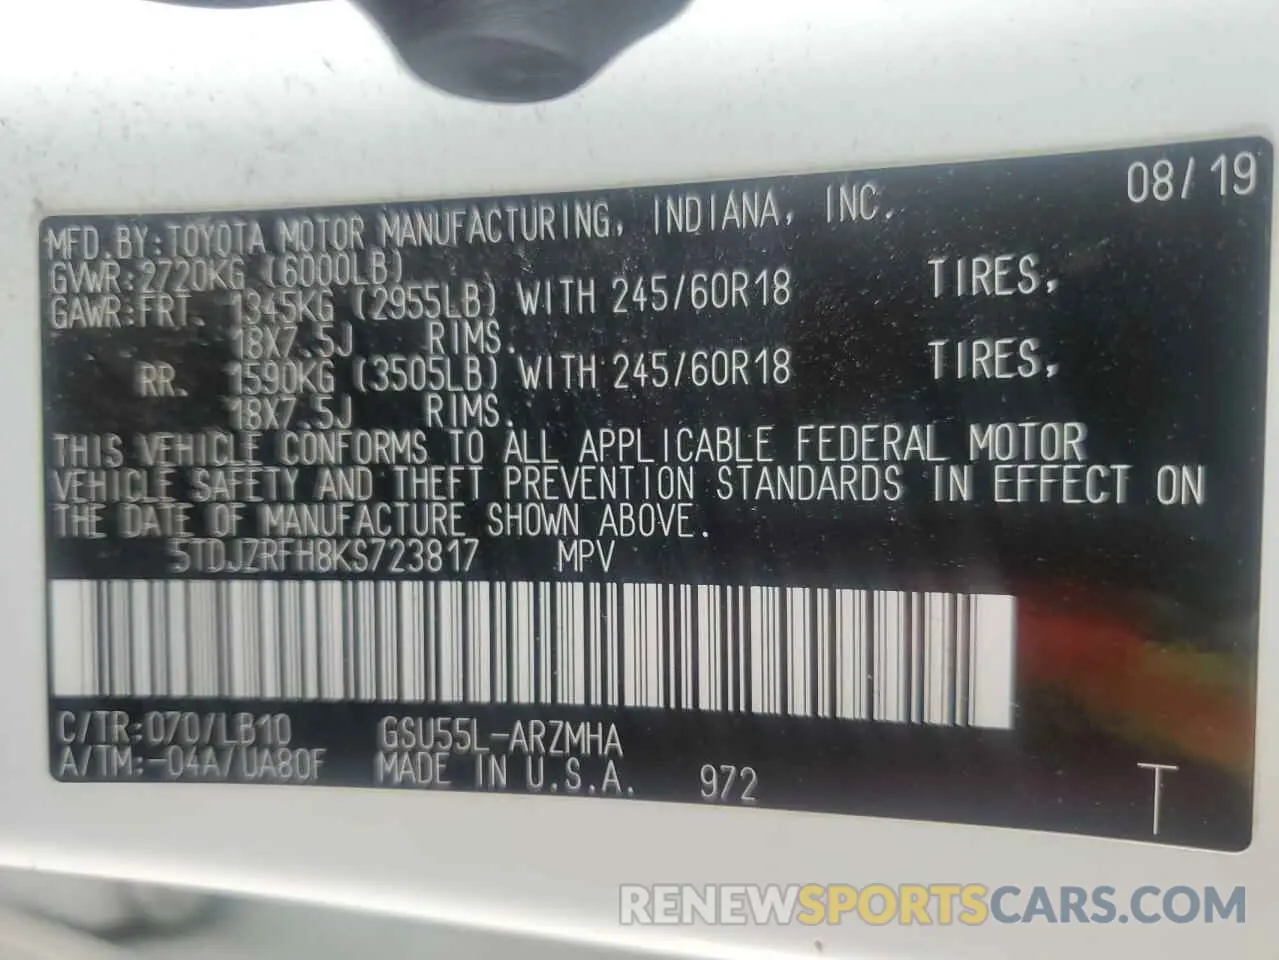 08/19
MFD.BY:TOYOTA MOTOR MANUFACTURING, INDIANA, INC.
GVWR:2720KG (6000LB)
GAWR:FRT. 1345KG (2955LB) WITH 245/60R18 TIRES,
18X7.5J RIMS.
RR. 1590KG (3505LB) WITH 245/60R18 TIRES,
18X7.5J RIMS.
THIS VEHICLE CONFORMS TO ALL APPLICABLE FEDERAL MOTOR
VEHICLE SAFETY AND THEFT PREVENTION STANDARDS IN EFFECT ON
THE DATE OF MANUFACTURE SHOWN ABOVE.
5TDJZRFH8KS723817 MPV
C/TR:070/LB10 GSU55L-ARZMHA
A/TM:-04A/UA80F MADE IN U.S.A. 972 T
RENEWSPORTSCARS.COM